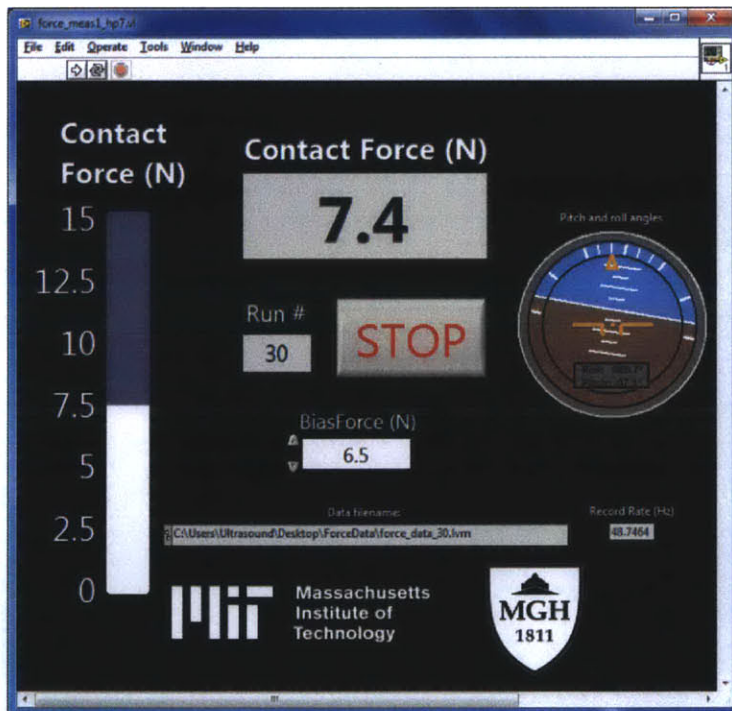 force_meas1_hp7.vi
File Edit Operate Tools Window Help
1
Contact
Force (N)
15
12.5
10
7.5
5
2.5
0
Contact Force (N)
7.4
Run #
30
STOP
BiasForce (N)
6.5
Pitch and roll angles
Data filename:
C:\Users\Ultrasound\Desktop\ForceData\force_data_30.lvm
Record Rate (Hz)
48.7464
Massachusetts
Institute of
Technology
MIT
MGH
1811